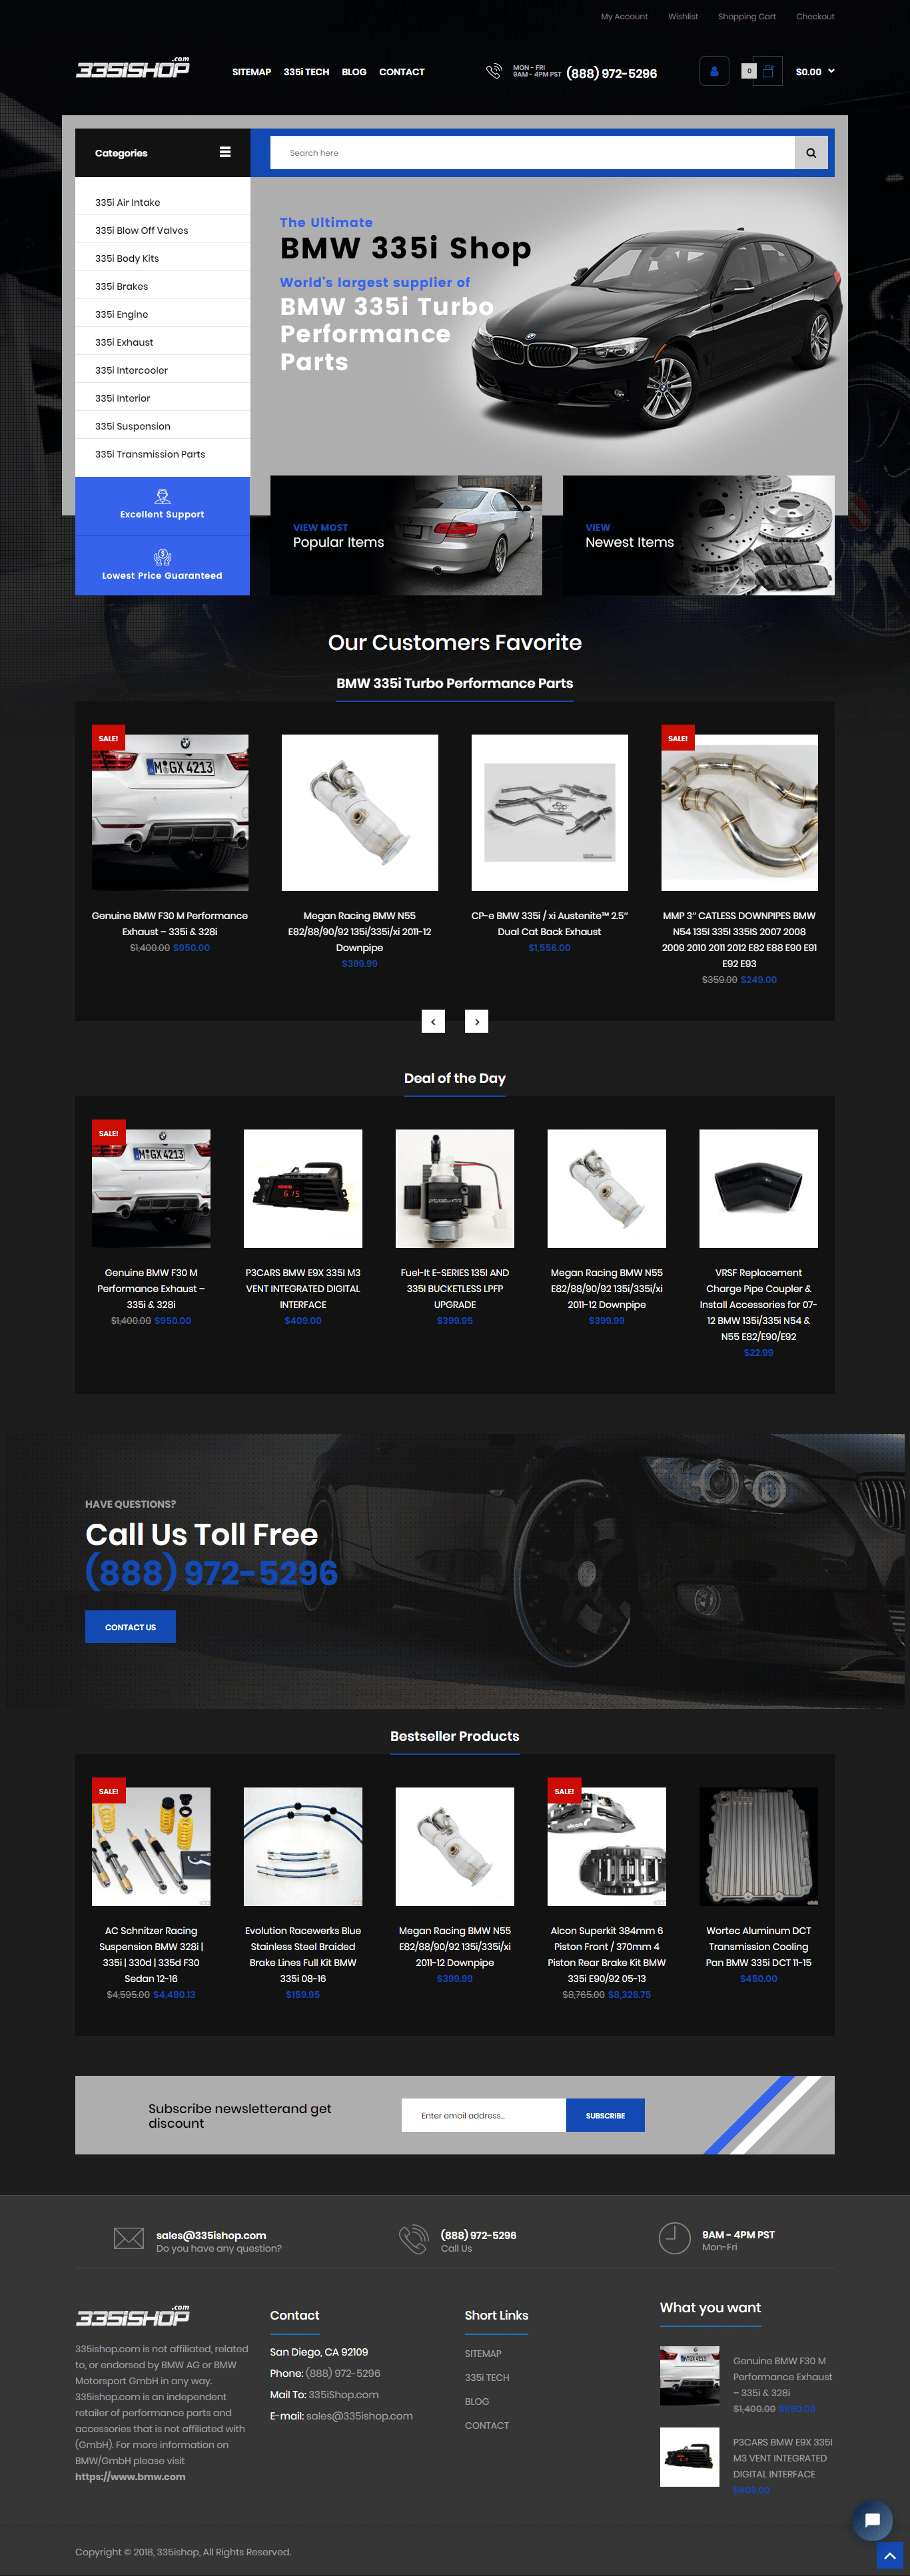 My Account Wishlist Shopping Cart Checkout
335ISHOP.com
SITEMAP 335i TECH BLOG CONTACT
MON - FRI
9AM - 4PM PST (888) 972-5296
0 $0.00
Categories
Search here
335i Air Intake
335i Blow Off Valves
335i Body Kits
335i Brakes
335i Engine
335i Exhaust
335i Intercooler
335i Interior
335i Suspension
335i Transmission Parts
Excellent Support
Lowest Price Guaranteed
The Ultimate
BMW 335i Shop
World's largest supplier of
BMW 335i Turbo
Performance
Parts
VIEW MOST
Popular Items
VIEW
Newest Items
Our Customers Favorite
BMW 335i Turbo Performance Parts
SALE!
M GX 4213
Genuine BMW F30 M Performance
Exhaust – 335i & 328i
$1,400.00 $950.00
Megan Racing BMW N55
E82/88/90/92 135i/335i/xi 2011-12
Downpipe
$399.99
CP-e BMW 335i / xi Austenite™ 2.5″
Dual Cat Back Exhaust
$1,556.00
SALE!
MMP 3″ CATLESS DOWNPIPES BMW
N54 135I 335I 335IS 2007 2008
2009 2010 2011 2012 E82 E88 E90 E91
E92 E93
$359.00 $249.00
Deal of the Day
SALE!
M GX 4213
Genuine BMW F30 M
Performance Exhaust –
335i & 328i
$1,400.00 $950.00
6 15
P3CARS BMW E9X 335I M3
VENT INTEGRATED DIGITAL
INTERFACE
$409.00
FUEL-IT!
Fuel-It E-SERIES 135I AND
335I BUCKETLESS LPFP
UPGRADE
$399.95
Megan Racing BMW N55
E82/88/90/92 135i/335i/xi
2011-12 Downpipe
$399.99
VRSF Replacement
Charge Pipe Coupler &
Install Accessories for 07-
12 BMW 135i/335i N54 &
N55 E82/E90/E92
$22.99
HAVE QUESTIONS?
Call Us Toll Free
(888) 972-5296
CONTACT US
Bestseller Products
SALE!
AC Schnitzer Racing
Suspension BMW 328i |
335i | 330d | 335d F30
Sedan 12-16
$4,595.00 $4,480.13
Evolution Racewerks Blue
Stainless Steel Braided
Brake Lines Full Kit BMW
335i 08-16
$159.95
Megan Racing BMW N55
E82/88/90/92 135i/335i/xi
2011-12 Downpipe
$399.99
SALE!
alcon
Alcon Superkit 384mm 6
Piston Front / 370mm 4
Piston Rear Brake Kit BMW
335i E90/92 05-13
$8,765.00 $8,326.75
Wortec Aluminum DCT
Transmission Cooling
Pan BMW 335i DCT 11-15
$450.00
Subscribe newsletterand get
discount
Enter email address...
SUBSCRIBE
sales@335ishop.com
Do you have any question?
(888) 972-5296
Call Us
9AM - 4PM PST
Mon-Fri
335ISHOP.com
335ishop.com is not affiliated, related
to, or endorsed by BMW AG or BMW
Motorsport GmbH in any way.
335ishop.com is an independent
retailer of performance parts and
accessories that is not affiliated with
(GmbH). For more information on
BMW/GmbH please visit
https://www.bmw.com
Contact
San Diego, CA 92109
Phone: (888) 972-5296
Mail To: 335iShop.com
E-mail: sales@335ishop.com
Short Links
SITEMAP
335i TECH
BLOG
CONTACT
What you want
Genuine BMW F30 M
Performance Exhaust
– 335i & 328i
$1,400.00 $950.00
P3CARS BMW E9X 335I
M3 VENT INTEGRATED
DIGITAL INTERFACE
$409.00
Copyright © 2018, 335ishop, All Rights Reserved.